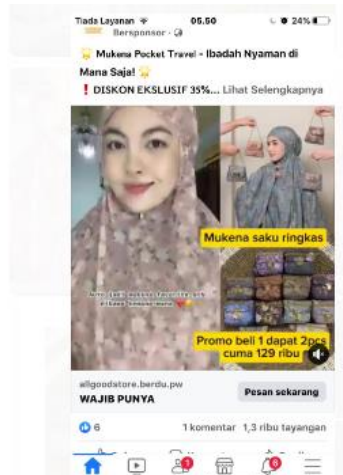 Tiada Layanan 05.50 24%
Bersponsor ·
Mukena Pocket Travel - Ibadah Nyaman di
Mana Saja!
❗ DISKON EKSLUSIF 35%... Lihat Selengkapnya
Mukena saku ringkas
Promo beli 1 dapat 2pcs
cuma 129 ribu
allgoodstore.berdu.pw
WAJIB PUNYA
Pesan sekarang
6
1 komentar 1,3 ribu tayangan